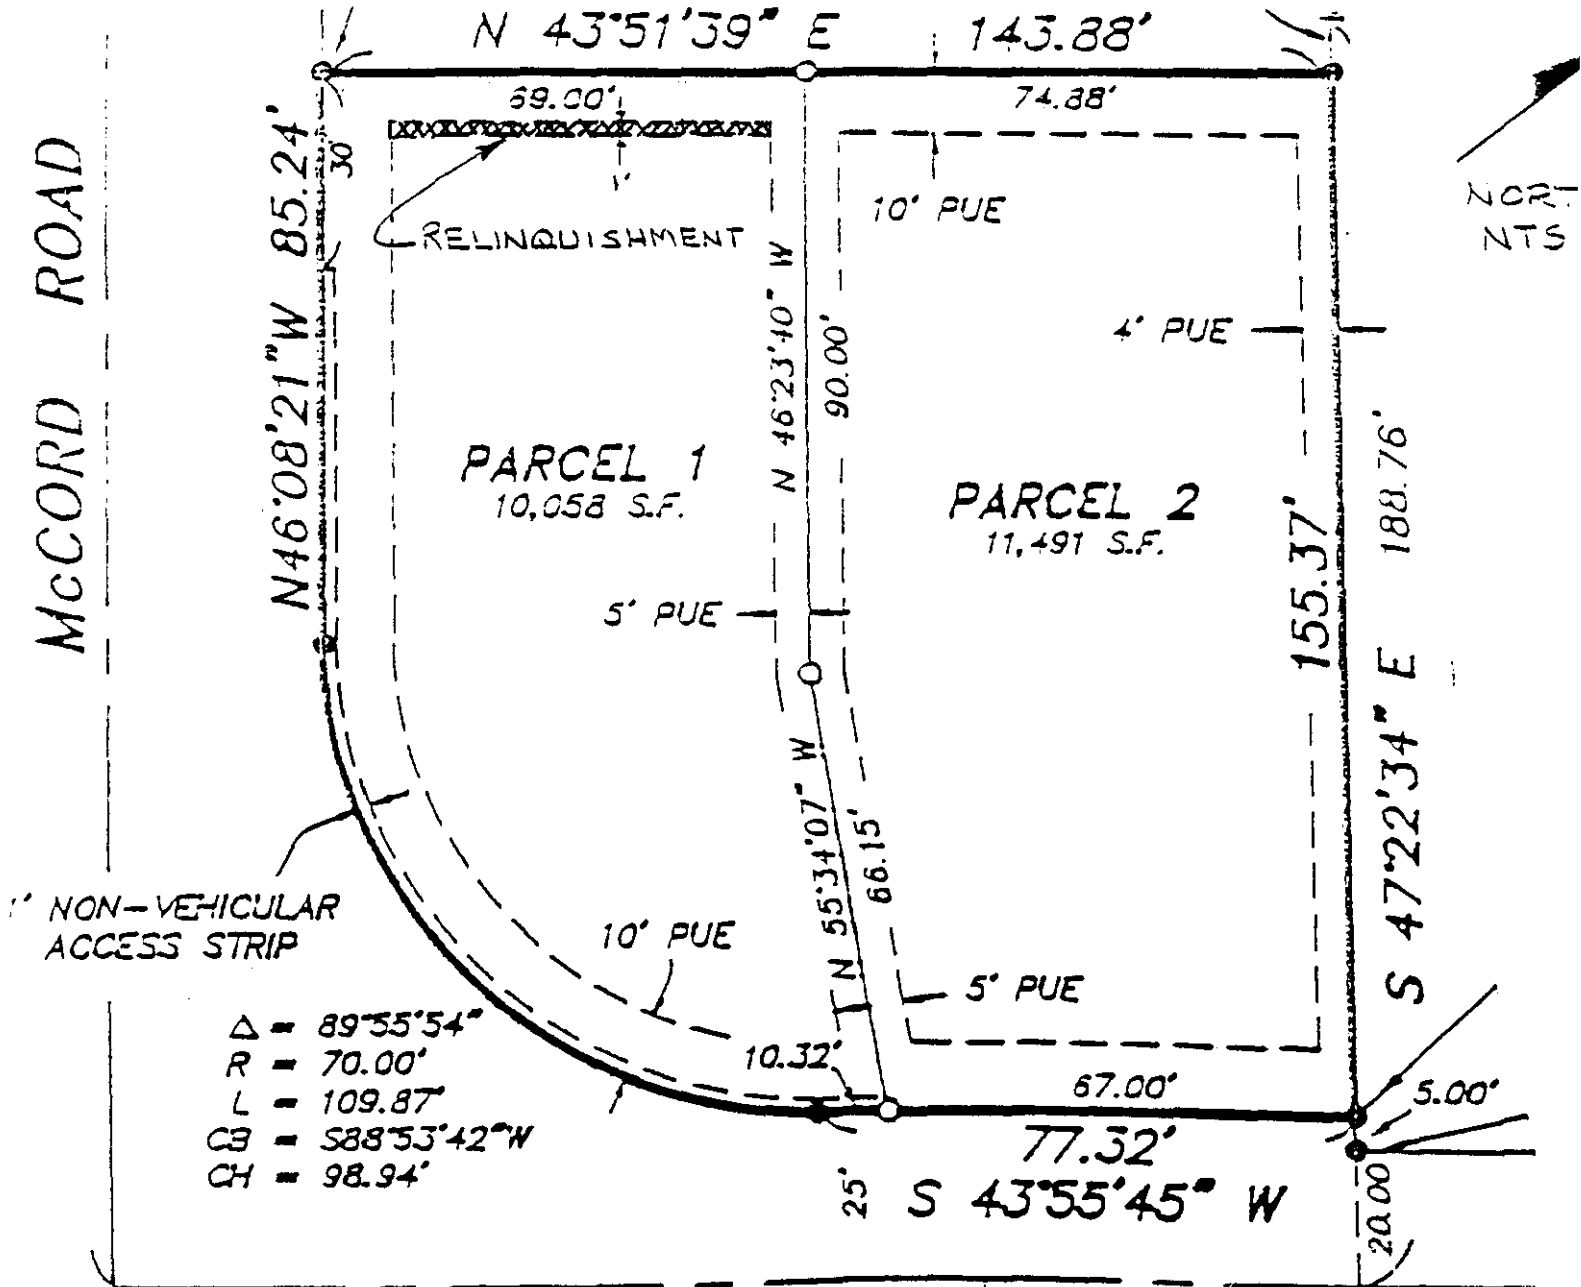 N 43°51'39" E 143.88'
69.00' 74.88'
McCORD ROAD
N46°08'21"W 85.24'
30'
1'
RELINQUISHMENT
10' PUE
NORT
NTS
4' PUE
N 46°23'40" W
90.00'
PARCEL 1
10,058 S.F.
PARCEL 2
11,491 S.F.
5' PUE
155.37'
S 47°22'34" E 188.76'
N 55°34'07" W
66.15'
1' NON-VEHICULAR
ACCESS STRIP
10' PUE
5' PUE
Δ = 89°55'54"
R = 70.00'
L = 109.87'
CB = S88°53'42"W
CH = 98.94'
10.32'
67.00'
5.00'
77.32'
25'
S 43°55'45" W
20.00